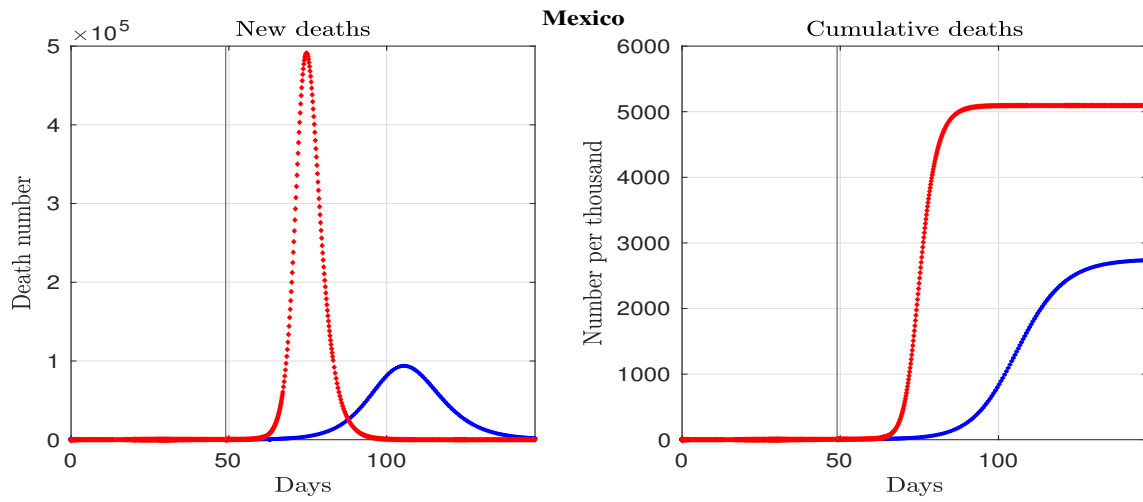 Mexico
New deaths
×10^5
5
4
3
2
1
0
0
50
100
Death number
Days
Cumulative deaths
6000
5000
4000
3000
2000
1000
0
0
50
100
Number per thousand
Days